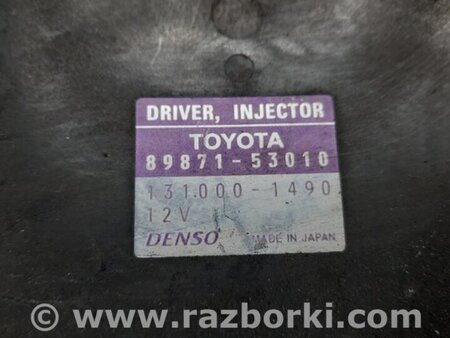 DRIVER, INJECTOR
TOYOTA
89871-53010
131000-1490
12V
DENSO MADE IN JAPAN
www.razborki.com